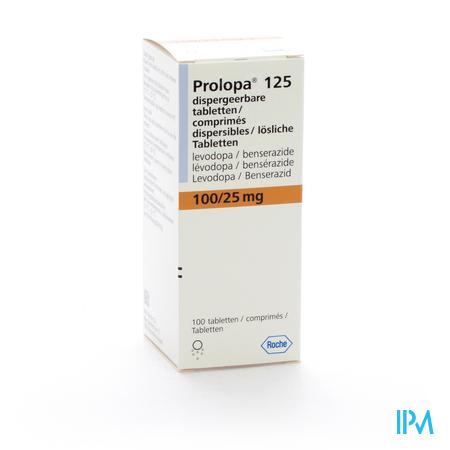 Prolopa® 125
dispergeerbare
tabletten/
comprimés
dispersibles / lösliche
Tabletten
levodopa / benserazide
lévodopa / bensérazide
Levodopa / Benserazid
100/25 mg
100 tabletten / comprimés /
Tabletten
Roche
IPM